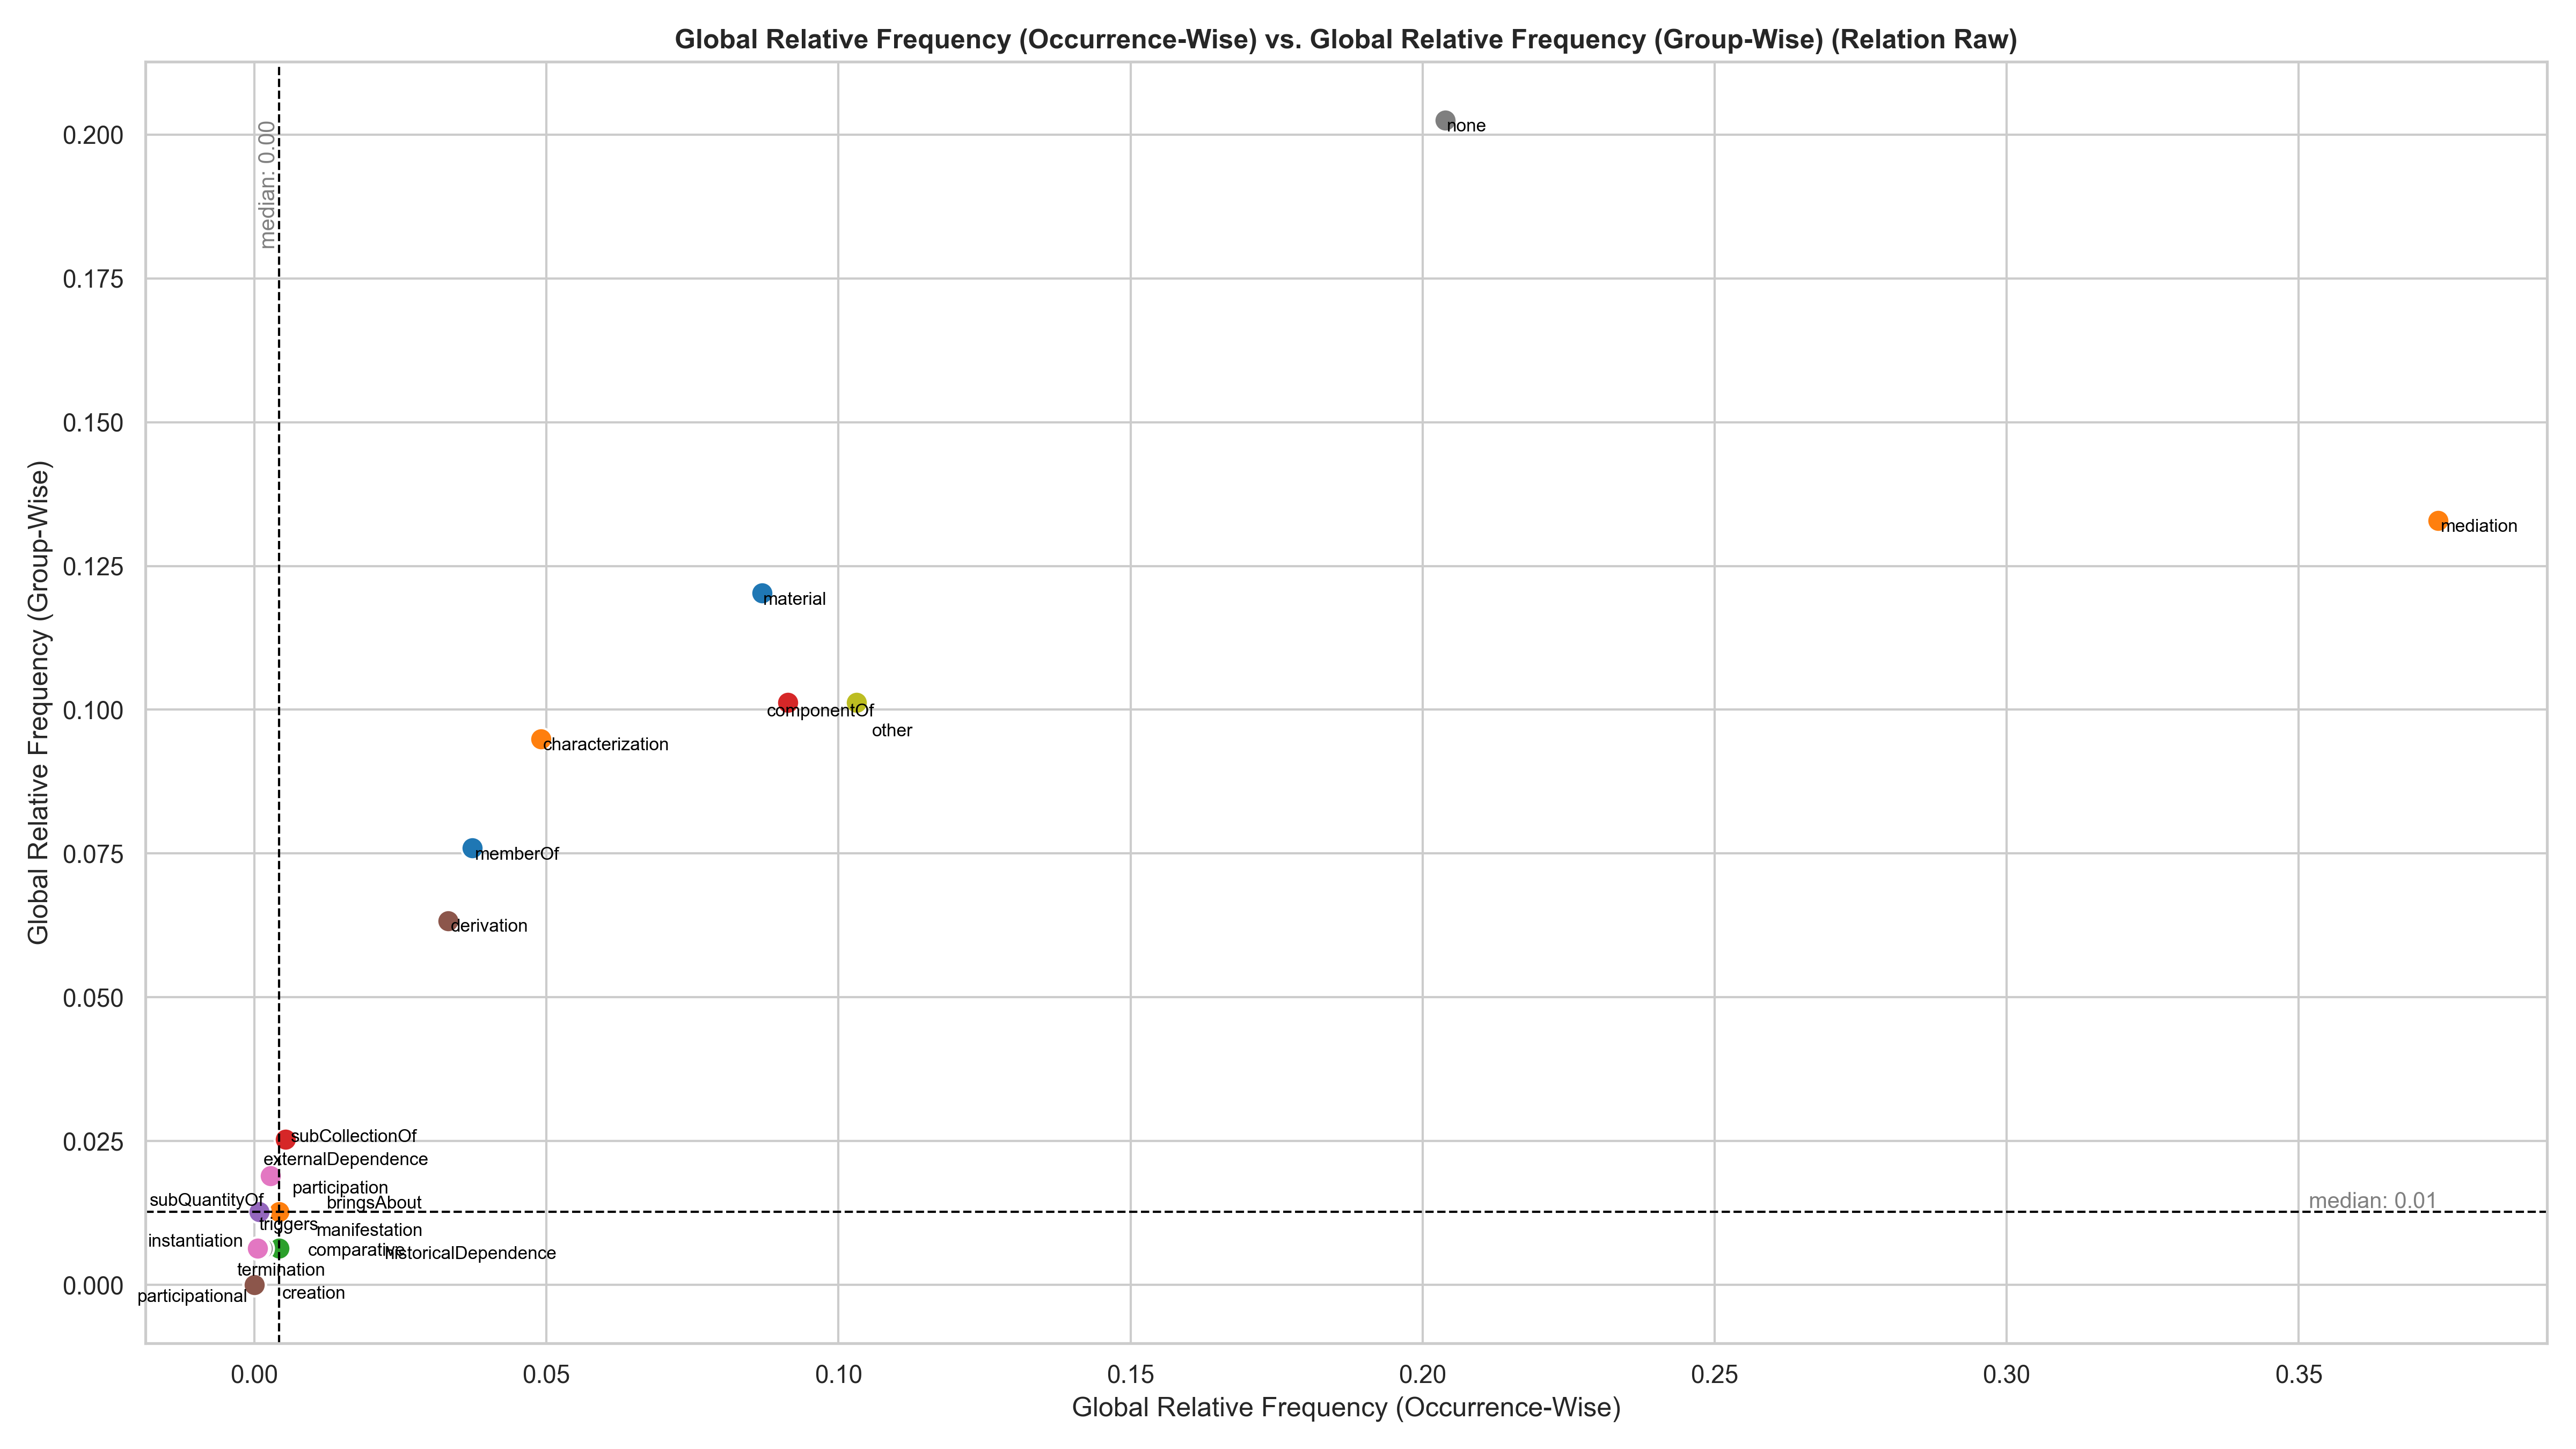 Global Relative Frequency (Occurrence-Wise) vs. Global Relative Frequency (Group-Wise) (Relation Raw)
Global Relative Frequency (Group-Wise)
0.200
0.175
0.150
0.125
0.100
0.075
0.050
0.025
0.000
median: 0.00
none
mediation
material
componentOf
other
characterization
memberOf
derivation
subCollectionOf
externalDependence
participation
subQuantityOf
bringsAbout
median: 0.01
triggers
manifestation
instantiation
comparative
historicalDependence
termination
creation
participational
0.00
0.05
0.10
0.15
0.20
0.25
0.30
0.35
Global Relative Frequency (Occurrence-Wise)